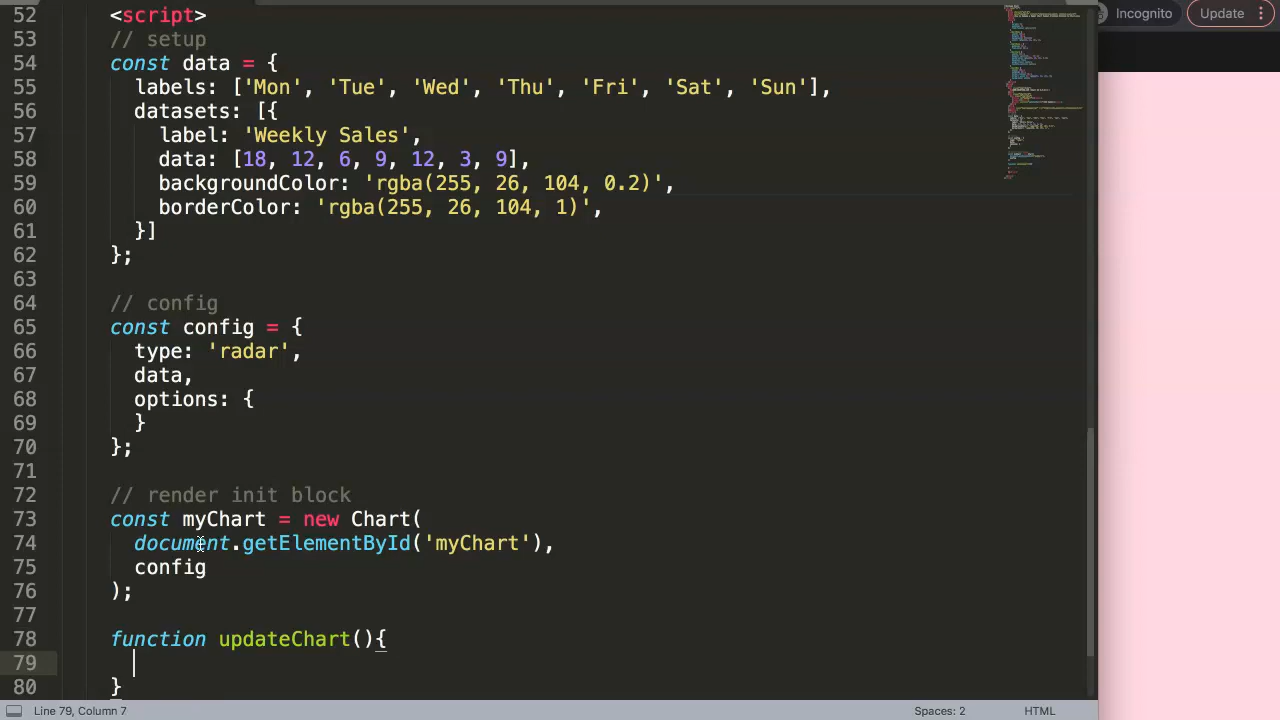 Incognito Update
52 <script>
53 // setup
54 const data = {
55 labels: ['Mon', 'Tue', 'Wed', 'Thu', 'Fri', 'Sat', 'Sun'],
56 datasets: [{
57 label: 'Weekly Sales',
58 data: [18, 12, 6, 9, 12, 3, 9],
59 backgroundColor: 'rgba(255, 26, 104, 0.2)',
60 borderColor: 'rgba(255, 26, 104, 1)',
61 }]
62 };
63
64 // config
65 const config = {
66 type: 'radar',
67 data,
68 options: {
69 }
70 };
71
72 // render init block
73 const myChart = new Chart(
74 document.getElementById('myChart'),
75 config
76 );
77
78 function updateChart(){
79
80 }
Line 79, Column 7 Spaces: 2 HTML